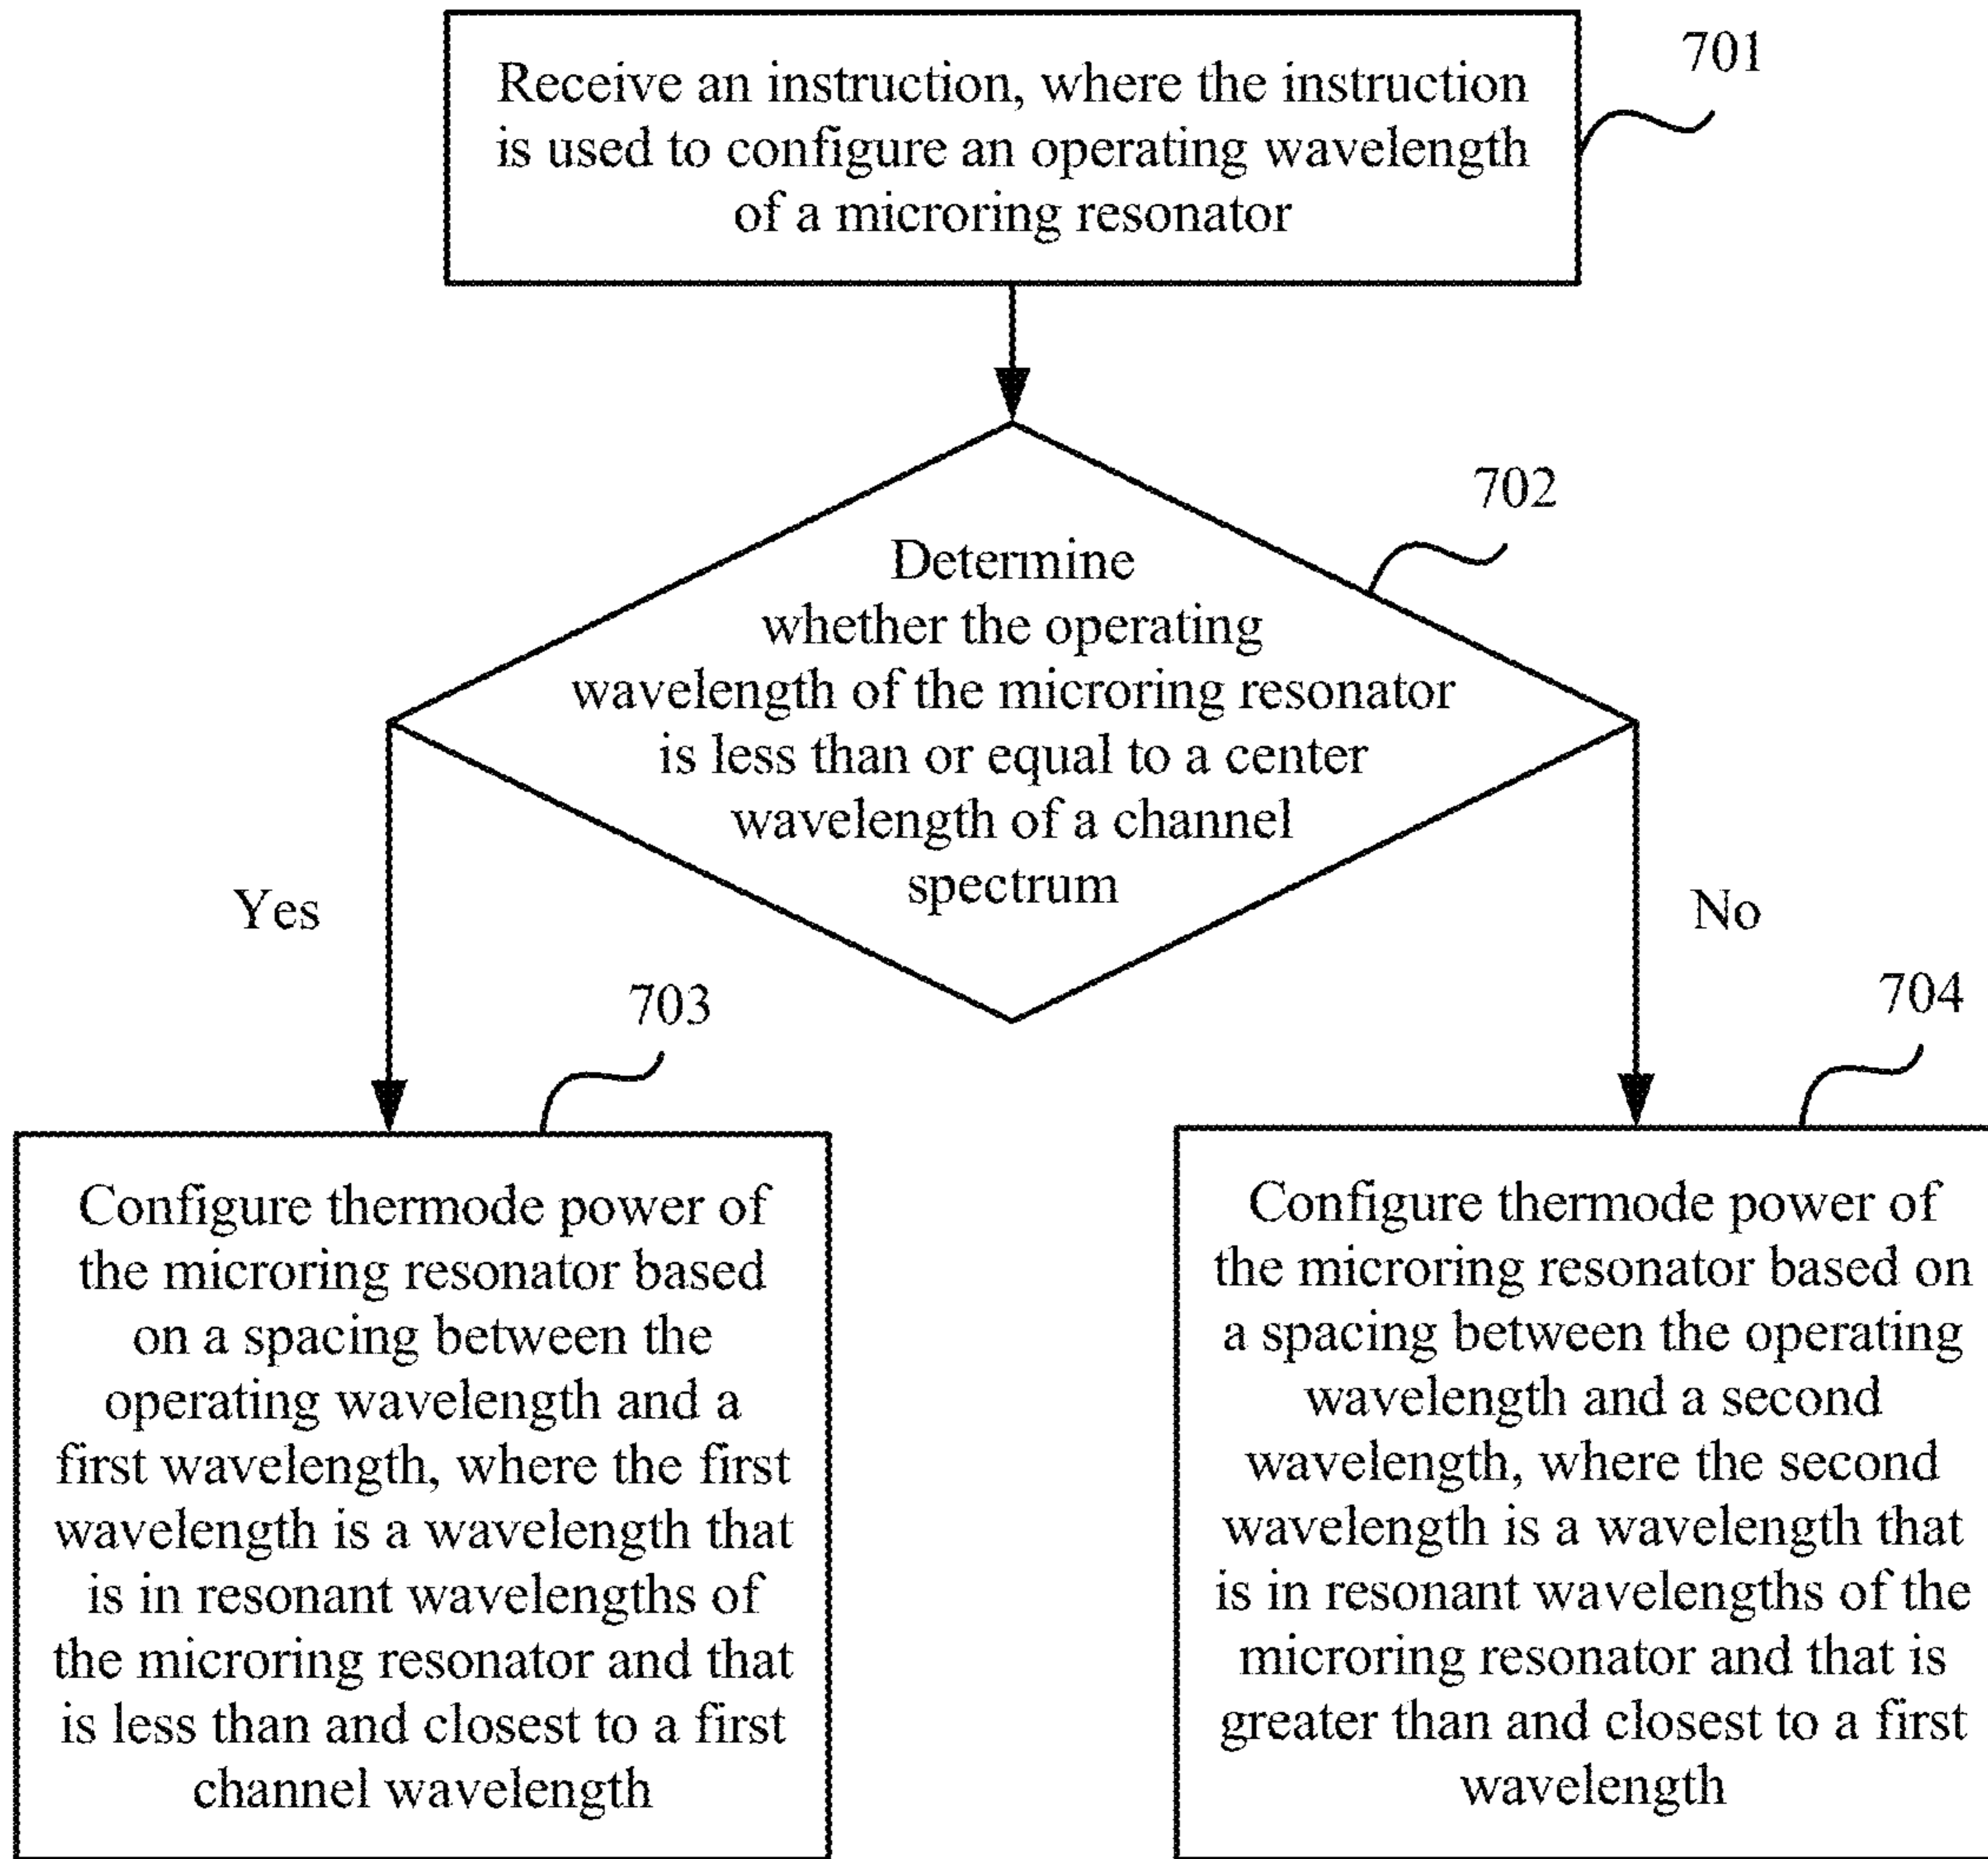 Receive an instruction, where the instruction
is used to configure an operating wavelength
of a microring resonator
701
702
Determine
whether the operating
wavelength of the microring resonator
is less than or equal to a center
wavelength of a channel
spectrum
Yes
No
703
704
Configure thermode power of
the microring resonator based
on a spacing between the
operating wavelength and a
first wavelength, where the first
wavelength is a wavelength that
is in resonant wavelengths of
the microring resonator and that
is less than and closest to a first
channel wavelength
Configure thermode power of
the microring resonator based on
a spacing between the operating
wavelength and a second
wavelength, where the second
wavelength is a wavelength that
is in resonant wavelengths of the
microring resonator and that is
greater than and closest to a first
wavelength